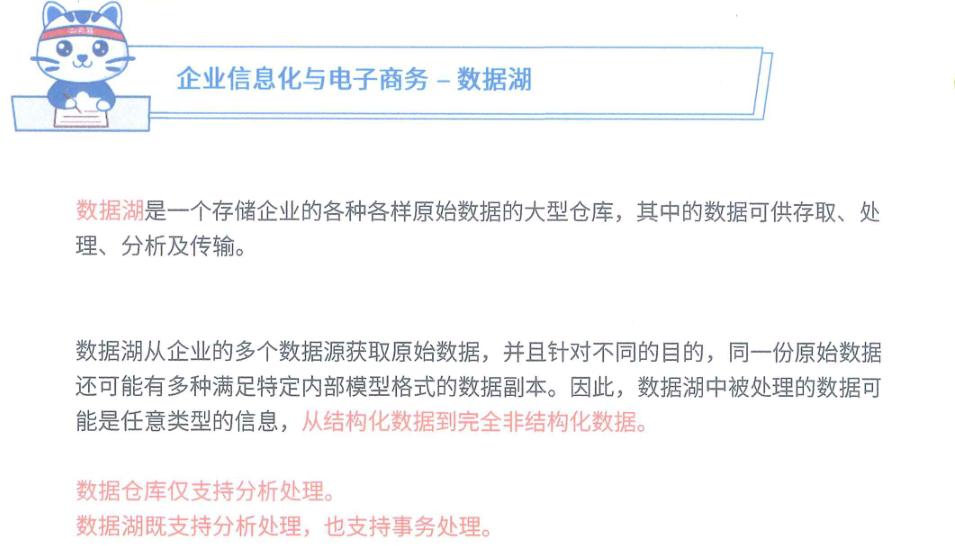 企业信息化与电子商务 – 数据湖
数据湖是一个存储企业的各种各样原始数据的大型仓库，其中的数据可供存取、处
理、分析及传输。
数据湖从企业的多个数据源获取原始数据，并且针对不同的目的，同一份原始数据
还可能有多种满足特定内部模型格式的数据副本。因此，数据湖中被处理的数据可
能是任意类型的信息，从结构化数据到完全非结构化数据。
数据仓库仅支持分析处理。
数据湖既支持分析处理，也支持事务处理。